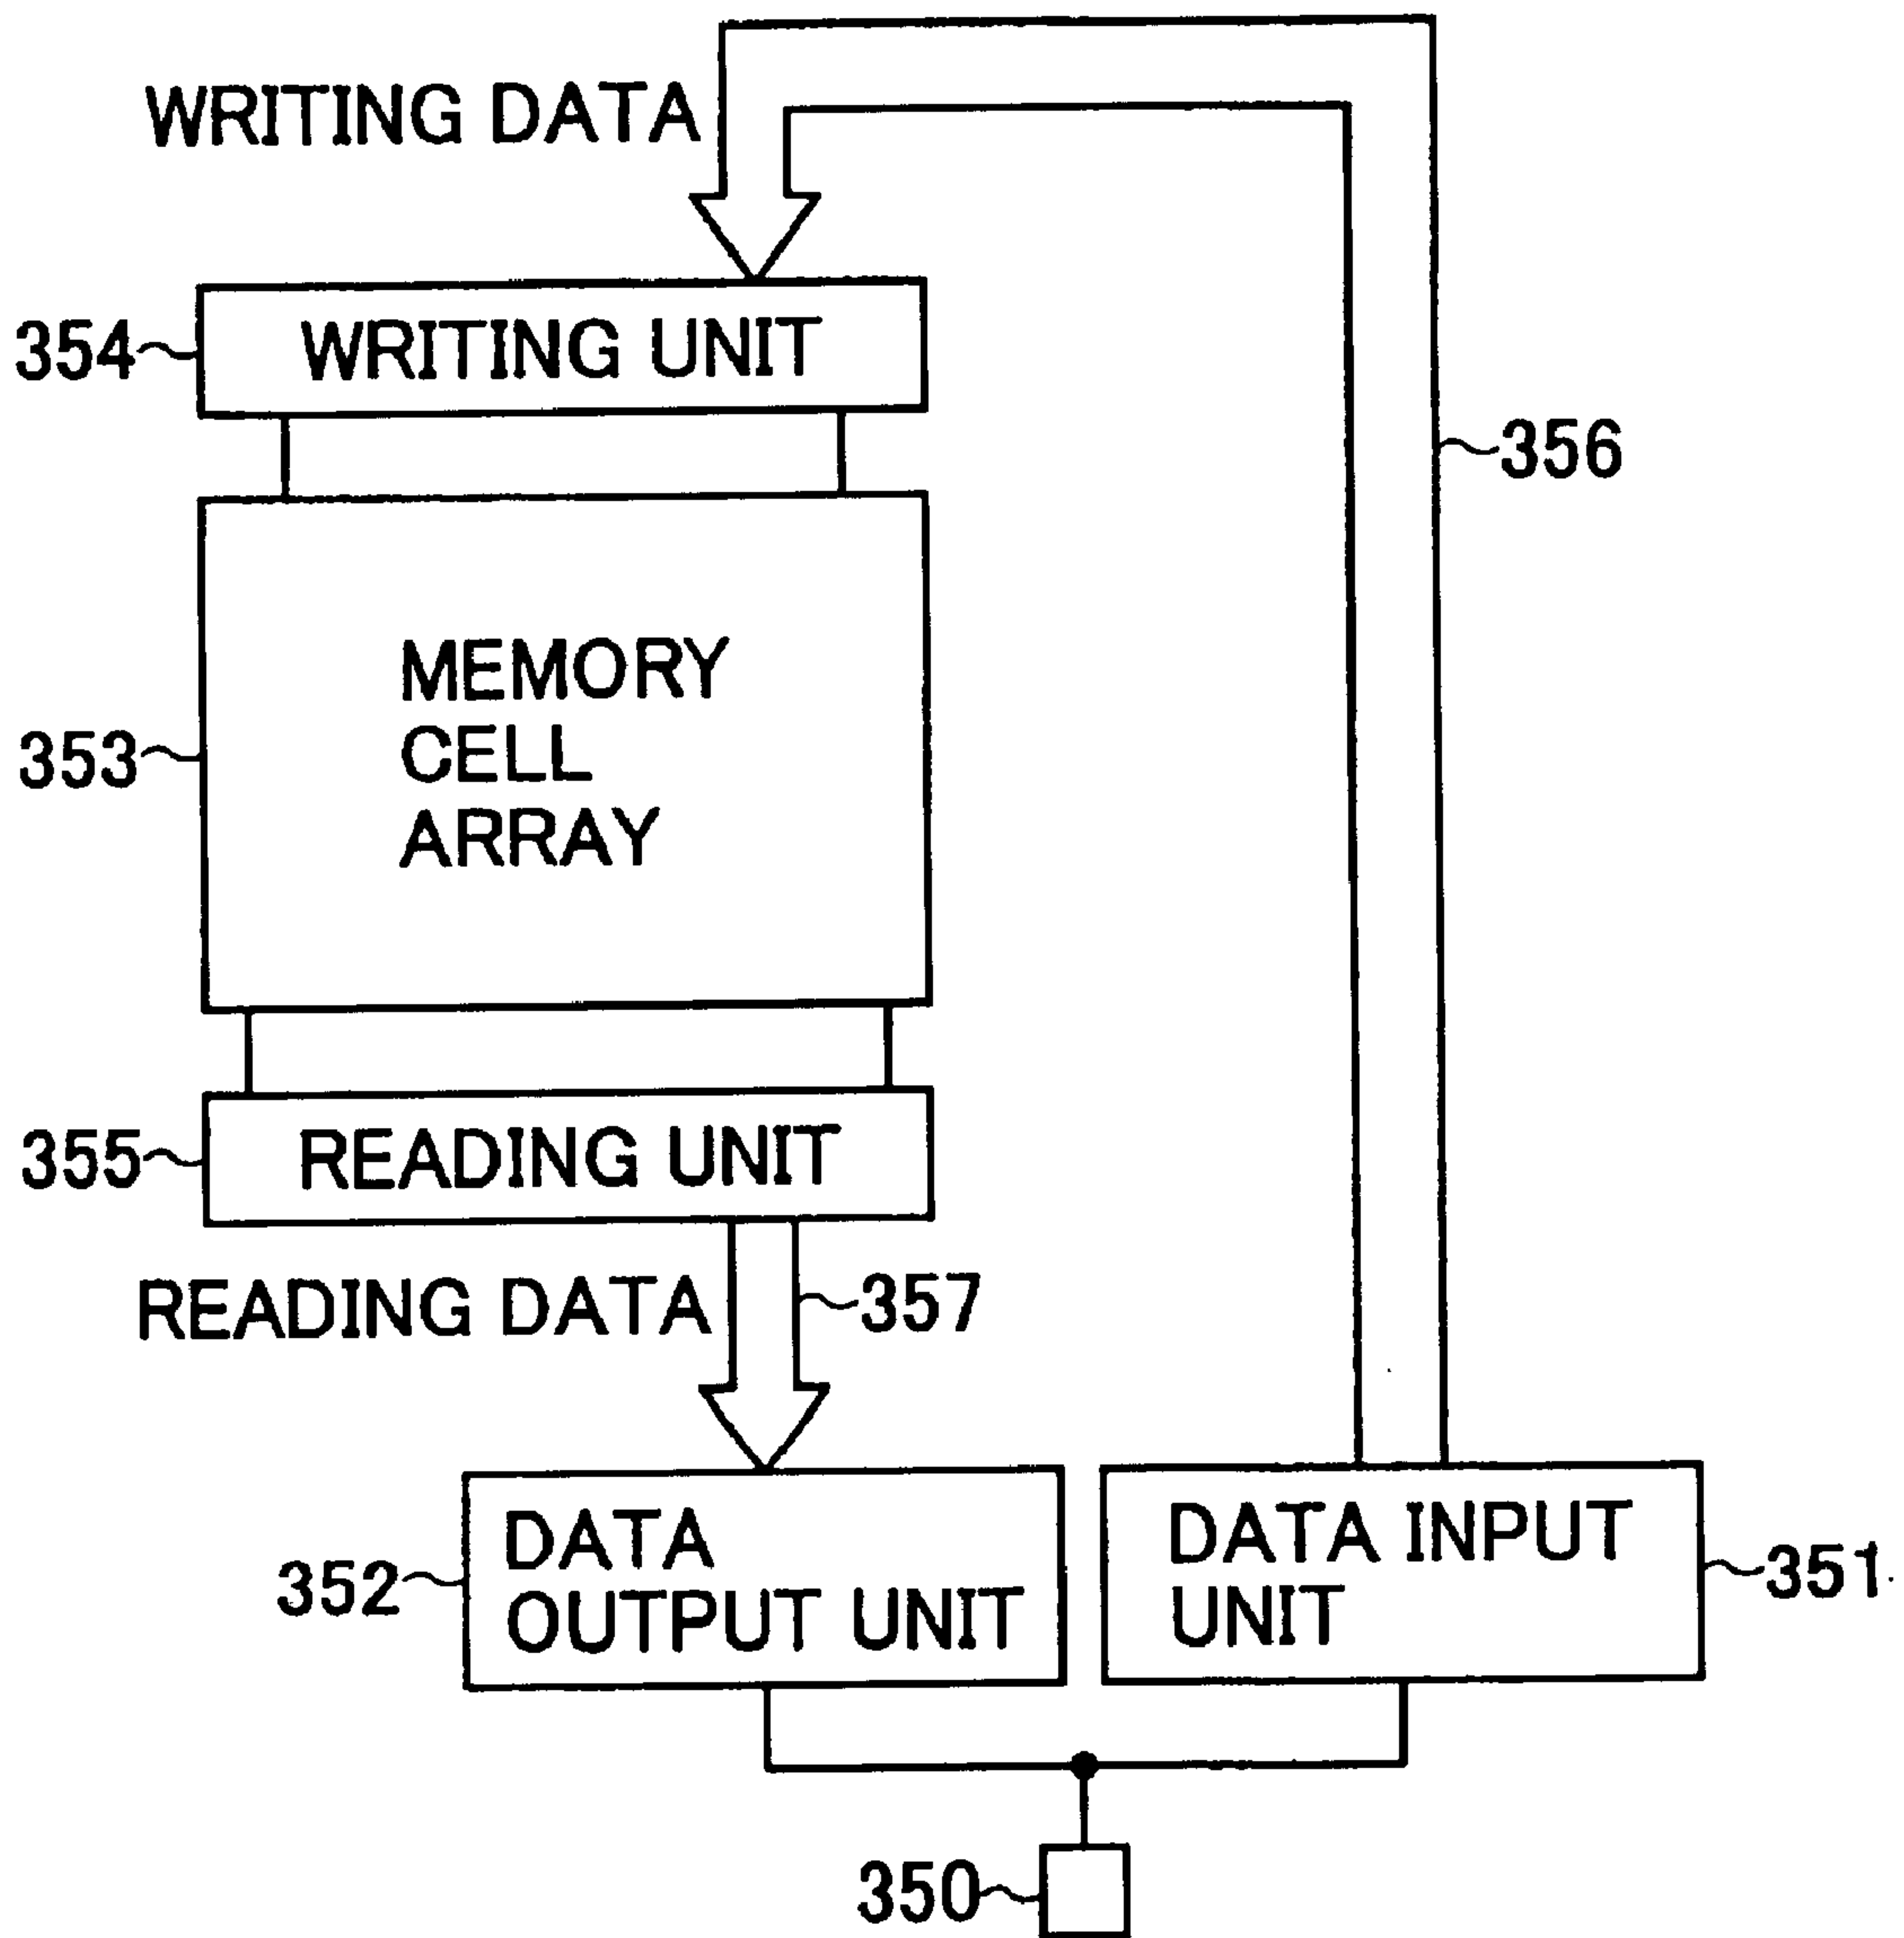 WRITING DATA
354
WRITING UNIT
356
MEMORY
CELL
ARRAY
353
355
READING UNIT
READING DATA
357
352
DATA
OUTPUT UNIT
DATA INPUT
UNIT
351
350